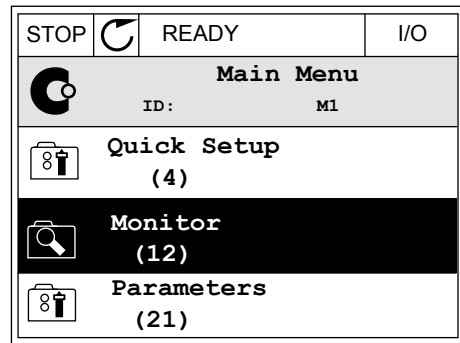 STOP READY I/O
Main Menu
ID: M1
Quick Setup
(4)
Monitor
(12)
Parameters
(21)